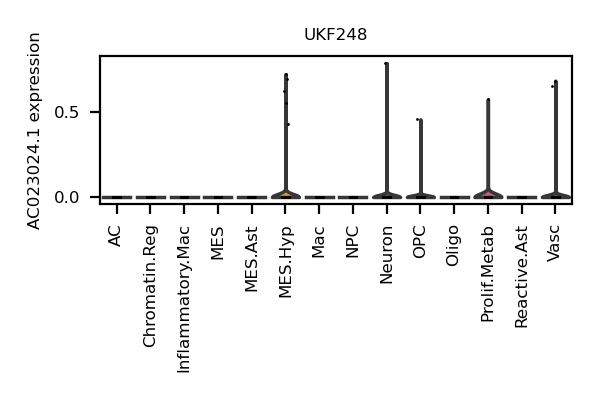 UKF248
AC023024.1 expression
0.5
0.0
AC
Chromatin.Reg
Inflammatory.Mac
MES
MES.Ast
MES.Hyp
Mac
NPC
Neuron
OPC
Oligo
Prolif.Metab
Reactive.Ast
Vasc